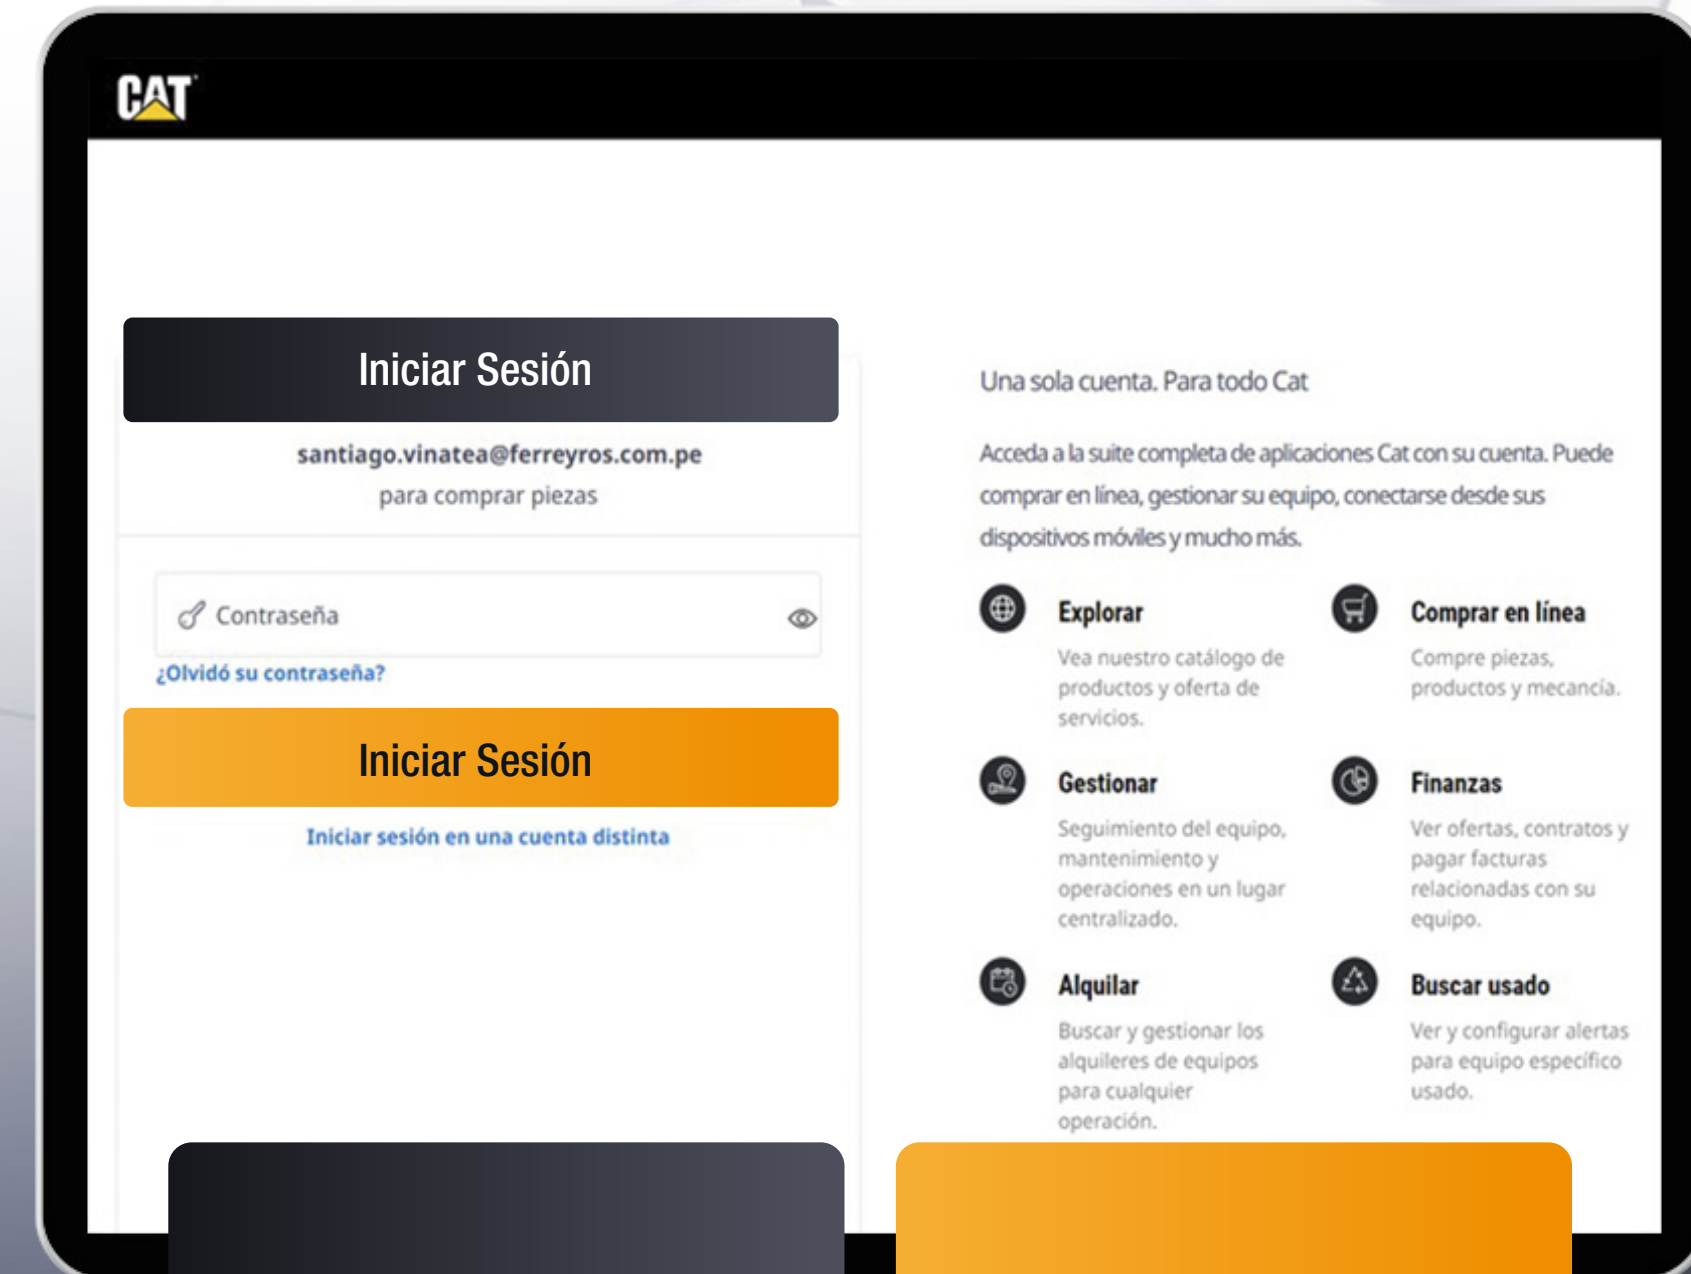 CAT
Iniciar Sesión
santiago.vinatea@ferreyros.com.pe
para comprar piezas
Contraseña
¿Olvidó su contraseña?
Iniciar Sesión
Iniciar sesión en una cuenta distinta
Una sola cuenta. Para todo Cat
Acceda a la suite completa de aplicaciones Cat con su cuenta. Puede
comprar en línea, gestionar su equipo, conectarse desde sus
dispositivos móviles y mucho más.
Explorar
Vea nuestro catálogo de
productos y oferta de
servicios.
Comprar en línea
Compre piezas,
productos y mecancía.
Gestionar
Seguimiento del equipo,
mantenimiento y
operaciones en un lugar
centralizado.
Finanzas
Ver ofertas, contratos y
pagar facturas
relacionadas con su
equipo.
Alquilar
Buscar y gestionar los
alquileres de equipos
para cualquier
operación.
Buscar usado
Ver y configurar alertas
para equipo específico
usado.